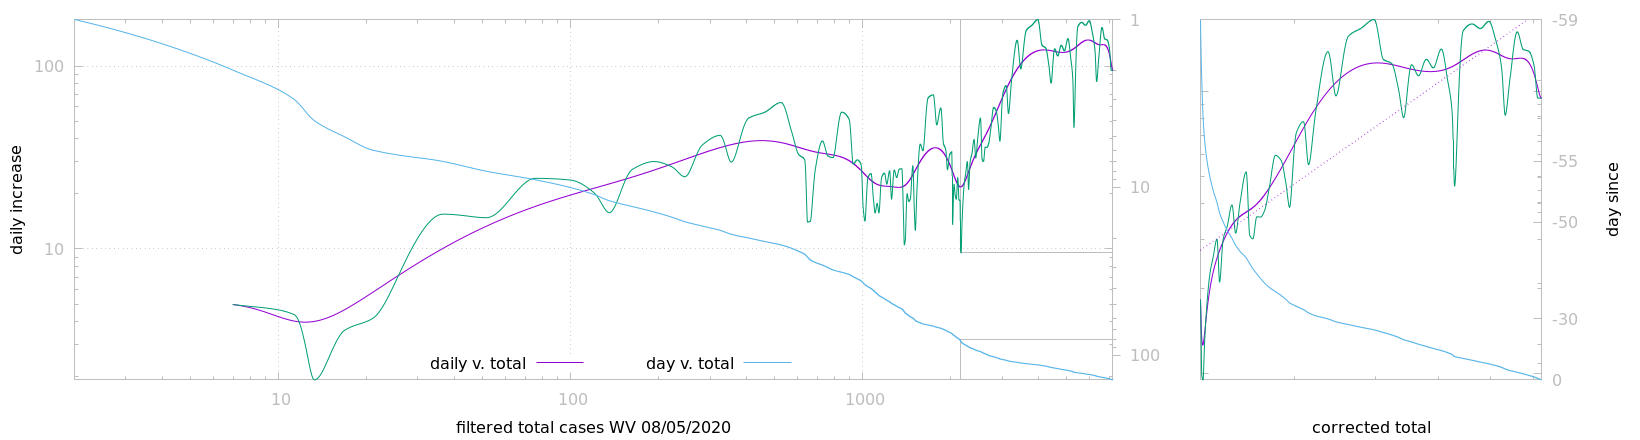 daily increase
100
10
daily v. total
day v. total
10
100
1000
filtered total cases WV 08/05/2020
1
10
100
-59
-55
-50
-30
0
day since
corrected total